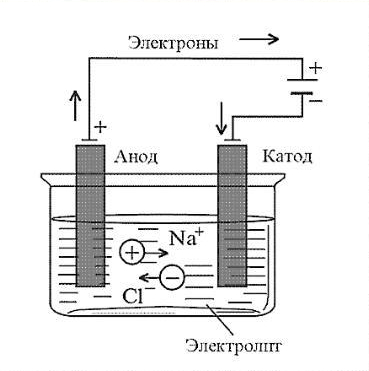 Электроны
+
−
+
Анод
Катод
Na⁺
+
−
Cl⁻
Электролит